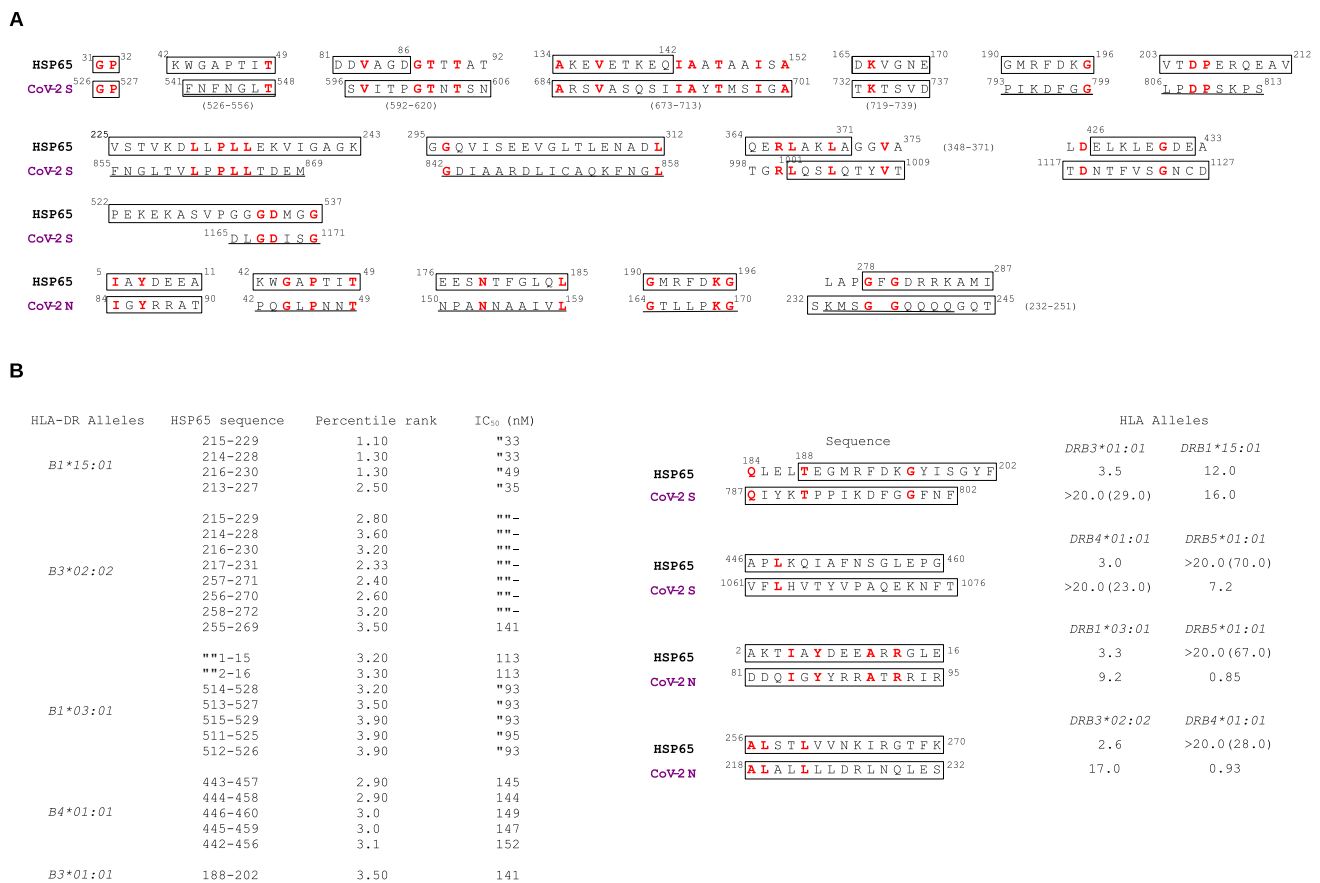 A
31 32 42 49 81 86 92 134 142 152 165 170 190 196 203 212
HSP65 GP KWGAPTIT DDVAGDGTTTAT AKEVETKEQIAATAAISA DKVGNE GMRFDKG VTDPERQEAV
CoV-2 S 526 GP 527 541 FNFNGLT 548 596 SVITPGTNTSN 606 684 ARSVASQSIIAYTMSIGA 701 732 TKTSVD 737 793 PIKDFGG 799 806 LPDPSKPS 813
(526-556) (592-620) (673-713) (719-739)
225 243 295 312 364 371 375 426 433
HSP65 VSTVKDLLPLLEKVIGAGK GGQVISEEVGLTLENADL QERLAKLAGGVA (348-371) LDELKLEGDEA
855 869 842 858 998 1001 1009 1117 1127
CoV-2 S FNGLTVLPPLLTDEM GDIAARDLICAQKFNGL TGRLQSLQTYVT TDNTFVSGNCD
522 537
HSP65 PEKEKASVPGGGDMGG
CoV-2 S 1165 DLGDISG 1171
5 11 42 49 176 185 190 196 278 287
HSP65 IAYDEEA KWGAPTIT EESNTFGLQL GMRFDKG LAPGFGDRRKAMI
CoV-2 N 84 IGYRRAT 90 42 PQGLPNNT 49 150 NPANNAAIVL 159 164 GTLLPKG 170 232 SKMSGGQQQQGQT 245 (232-251)
B
HLA-DR Alleles HSP65 sequence Percentile rank IC50 (nM)
B1*15:01
215-229 1.10 "33
214-228 1.30 "33
216-230 1.30 "49
213-227 2.50 "35
B3*02:02
215-229 2.80 ""-
214-228 3.60 ""-
216-230 3.20 ""-
217-231 2.33 ""-
257-271 2.40 ""-
256-270 2.60 ""-
258-272 3.20 ""-
255-269 3.50 141
B1*03:01
""1-15 3.20 113
""2-16 3.30 113
514-528 3.20 "93
513-527 3.50 "93
515-529 3.90 "93
511-525 3.90 "95
512-526 3.90 "93
B4*01:01
443-457 2.90 145
444-458 2.90 144
446-460 3.0 149
445-459 3.0 147
442-456 3.1 152
B3*01:01 188-202 3.50 141
HLA Alleles
Sequence DRB3*01:01 DRB1*15:01
184 188
HSP65 QLELTEGMRFDKGYISGYF 202 3.5 12.0
CoV-2 S 787 QIYKTPPIKDFGGFNF 802 >20.0(29.0) 16.0
DRB4*01:01 DRB5*01:01
HSP65 446 APLKQIAFNSGLEPG 460 3.0 >20.0(70.0)
CoV-2 S 1061 VFLHVTYVPAQEKNFT 1076 >20.0(23.0) 7.2
DRB1*03:01 DRB5*01:01
HSP65 2 AKTIAYDEEARRGLE 16 3.3 >20.0(67.0)
CoV-2 N 81 DDQIGYYRRATRRIR 95 9.2 0.85
DRB3*02:02 DRB4*01:01
HSP65 256 ALSTLVVNKIRGTFK 270 2.6 >20.0(28.0)
CoV-2 N 218 ALALLLLDRLNQLES 232 17.0 0.93